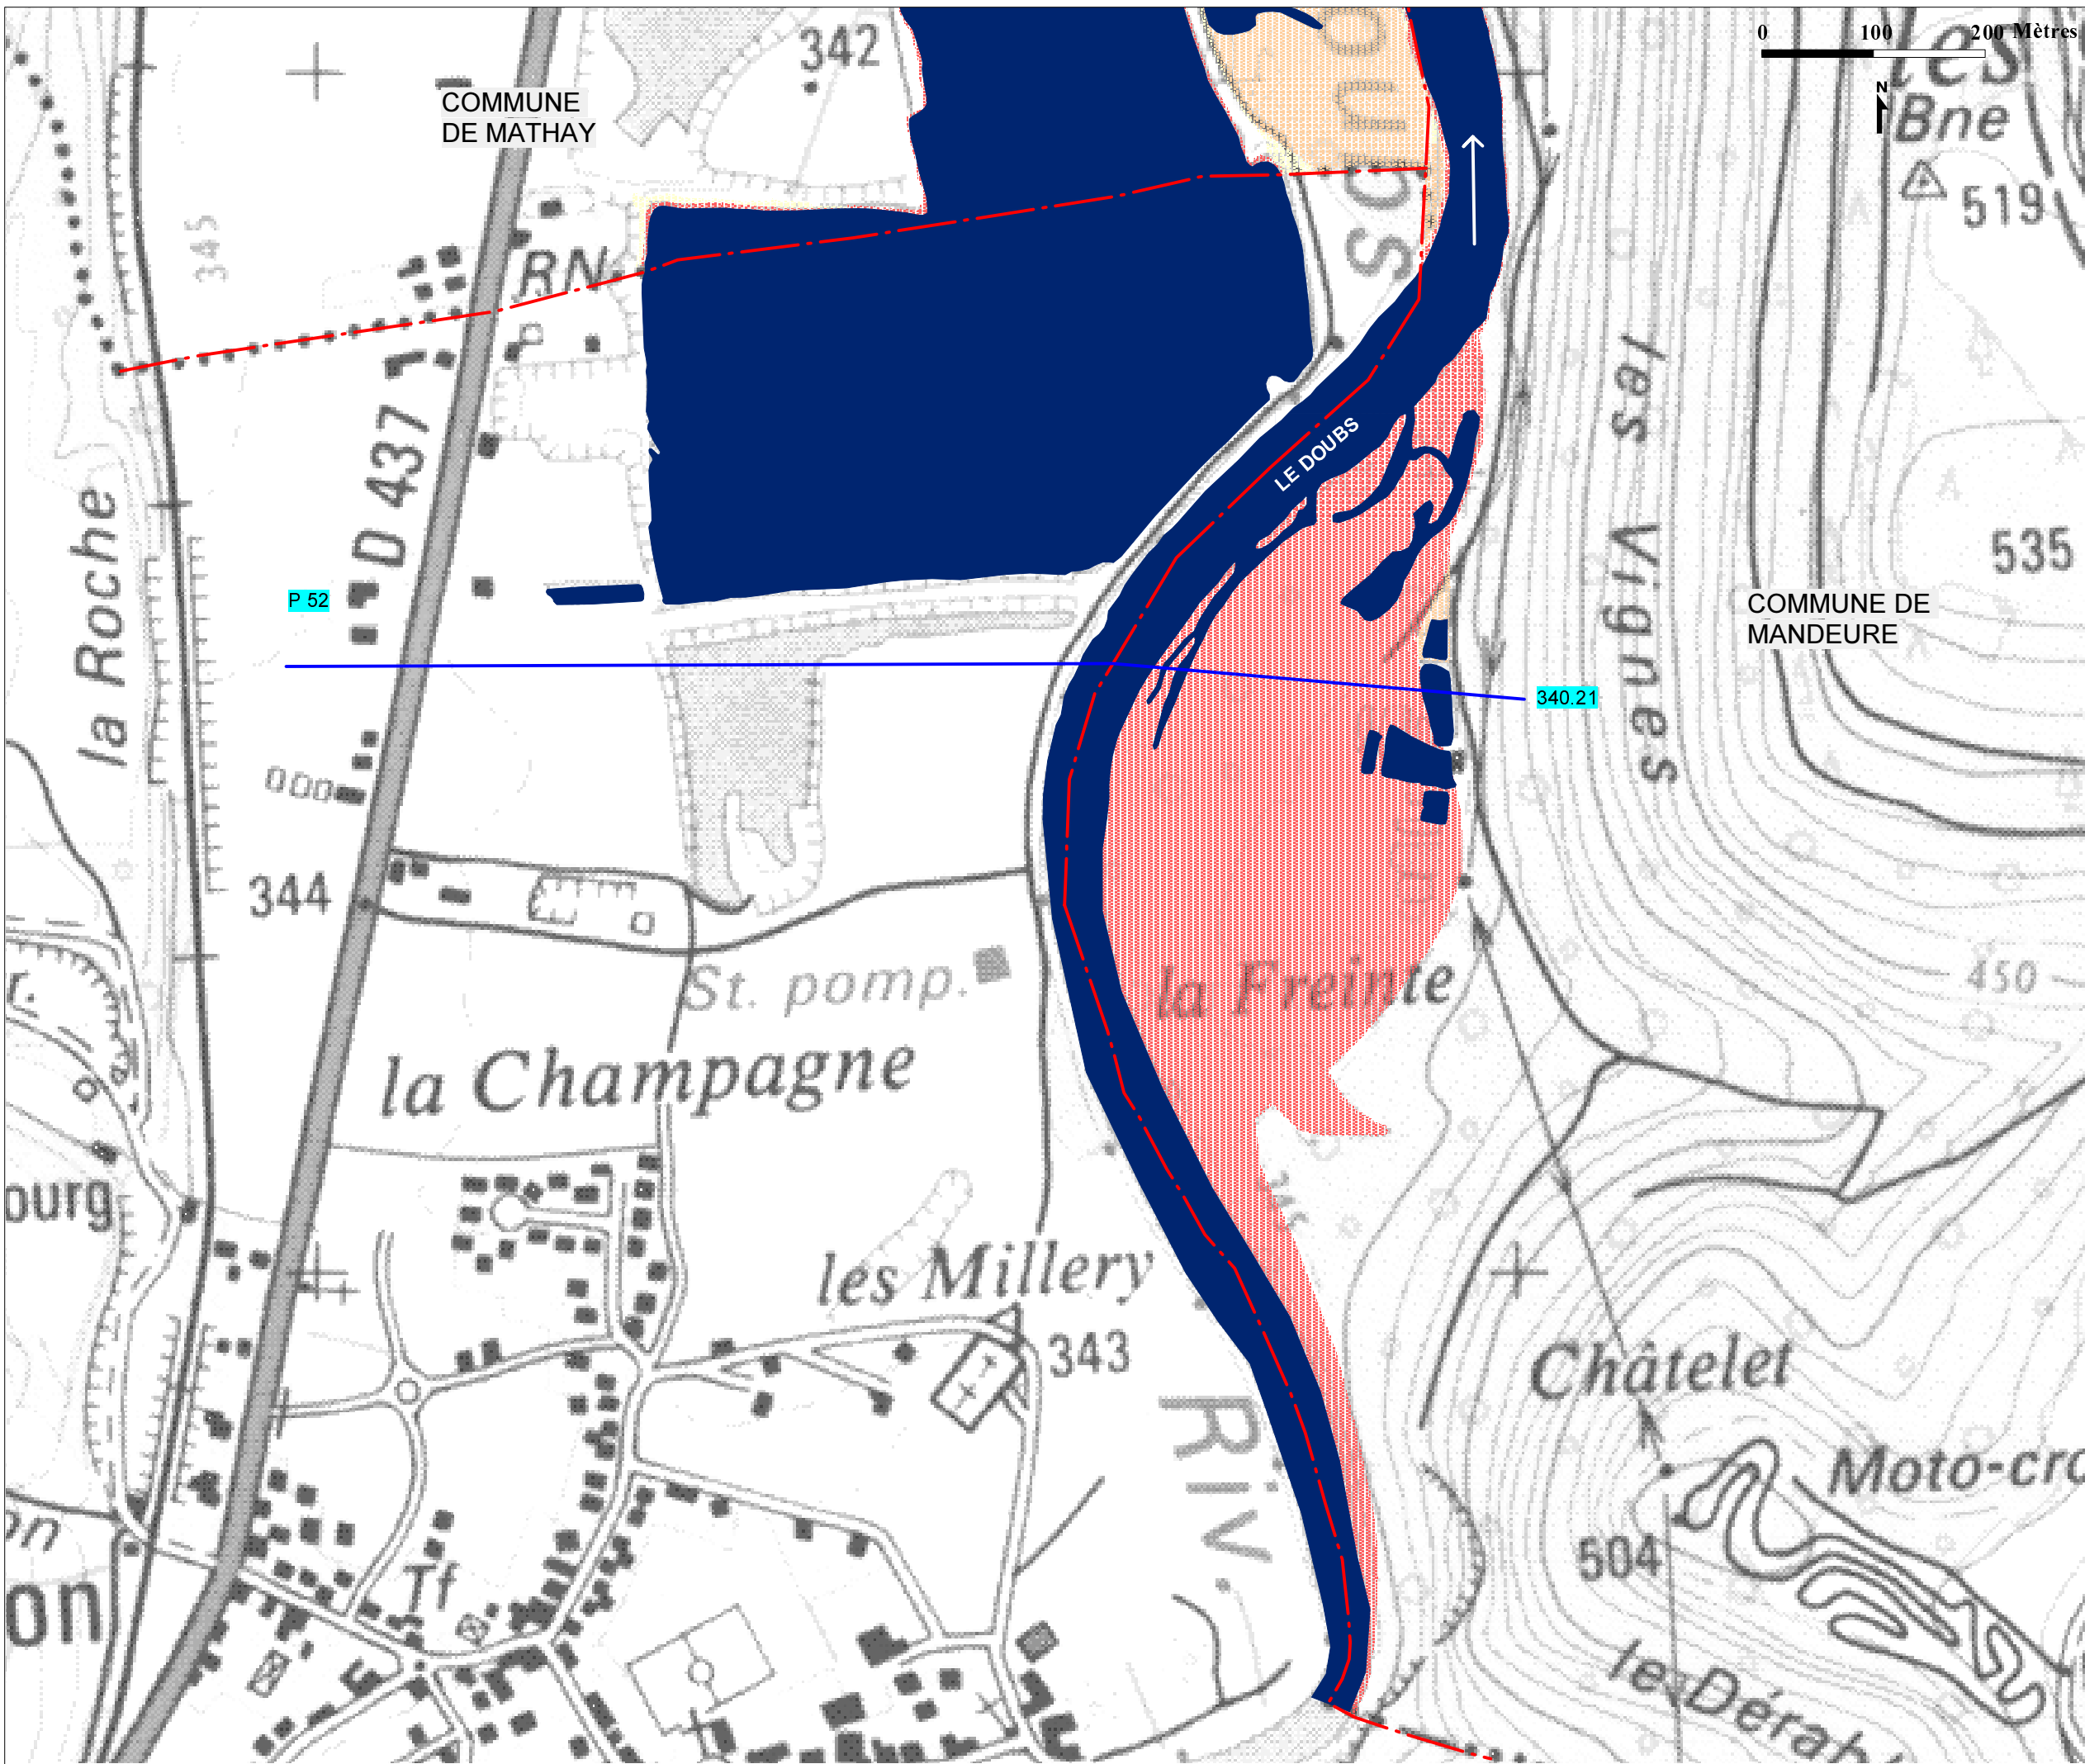 0 100 200 Mètres
les
Bne
519
342
COMMUNE
DE MATHAY
345
RN
D 437
la Roche
LE DOUBS
les Vignes
535
P 52
COMMUNE DE
MANDEURE
340.21
344
St. pomp.
la Freinte
450
la Champagne
les Millery
343
Riv.
Châtelet
Moto-cro
504
Tf
ourg
on
on
N